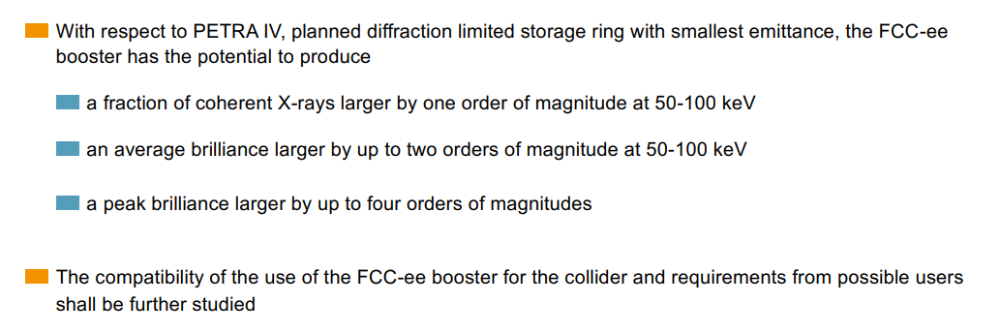 With respect to PETRA IV, planned diffraction limited storage ring with smallest emittance, the FCC-ee
booster has the potential to produce
a fraction of coherent X-rays larger by one order of magnitude at 50-100 keV
an average brilliance larger by up to two orders of magnitude at 50-100 keV
a peak brilliance larger by up to four orders of magnitudes
The compatibility of the use of the FCC-ee booster for the collider and requirements from possible users
shall be further studied